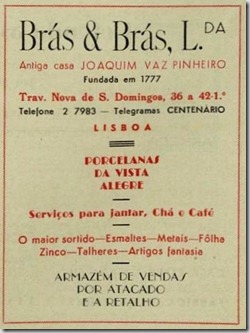 Brás & Brás, L.DA
Antiga casa JOAQUIM VAZ PINHEIRO
Fundada em 1777
Trav. Nova de S. Domingos, 36 a 42-1.º
Telefone 2 7983 — Telegramas CENTENÁRIO
LISBOA
PORCELANAS
DA VISTA
ALEGRE
Serviços para jantar, Chá e Café
O maior sortido—Esmaltes—Metais—Fôlha
Zinco—Talheres—Artigos fantasia
ARMAZÉM DE VENDAS
POR ATACADO
E A RETALHO